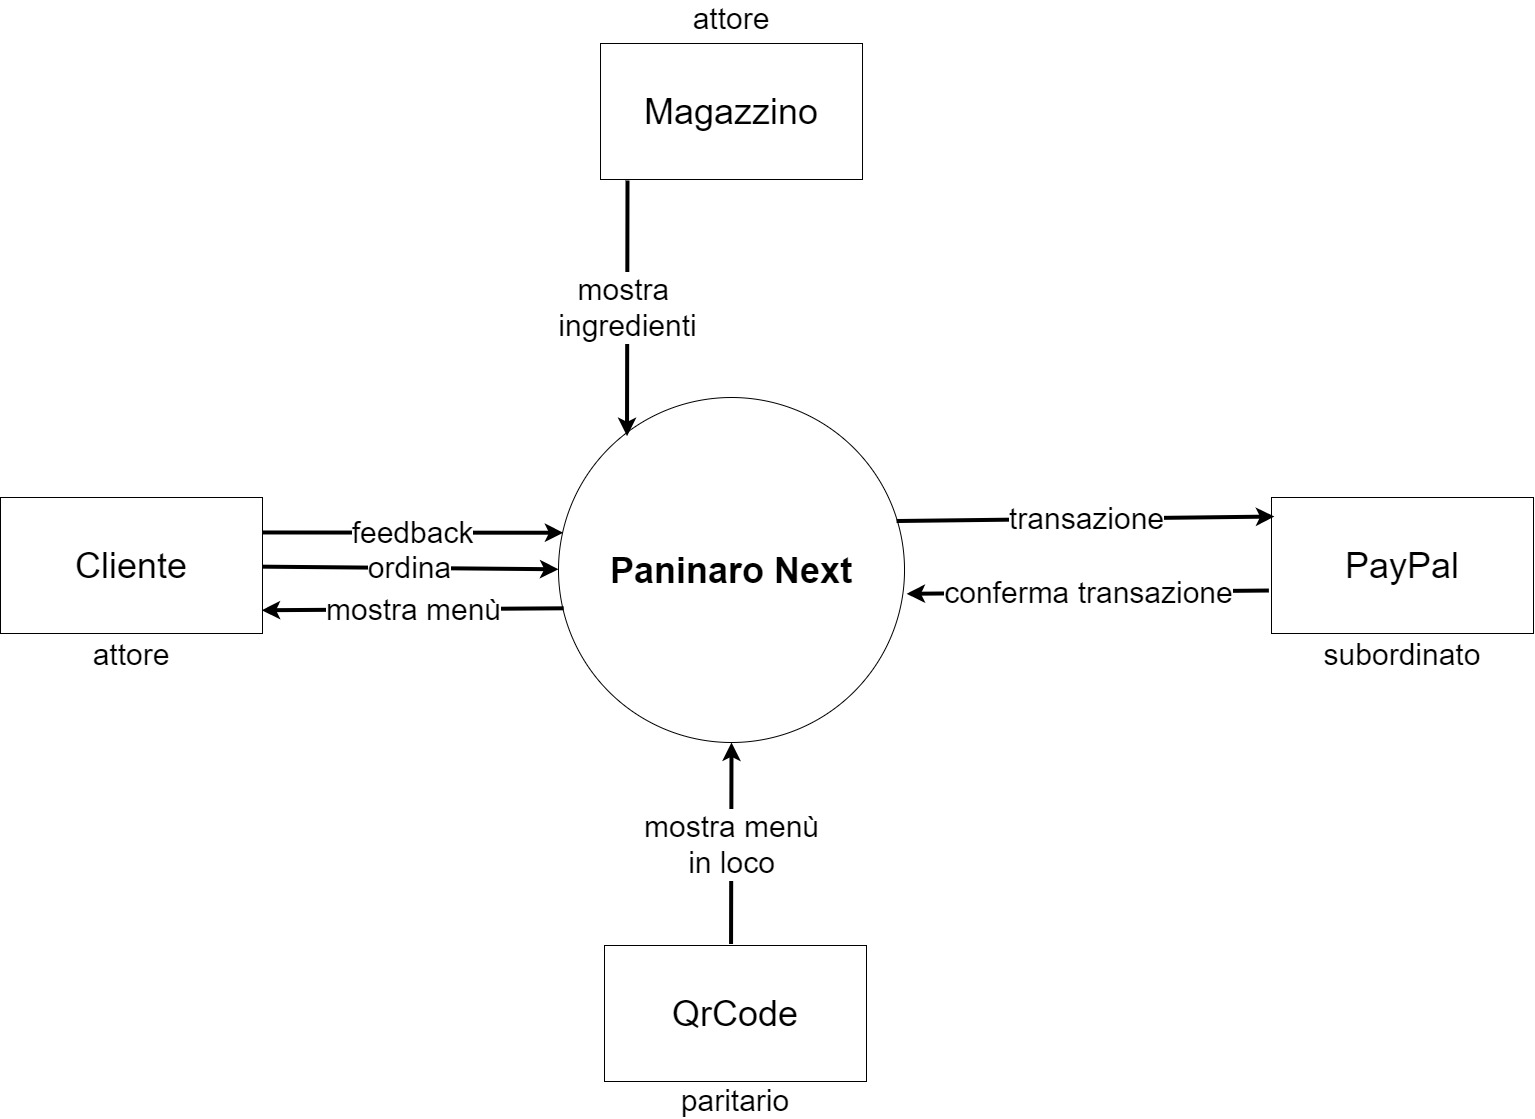 attore
Magazzino
mostra
ingredienti
feedback
ordina
mostra menù
Cliente
attore
Paninaro Next
transazione
conferma transazione
PayPal
subordinato
mostra menù
in loco
QrCode
paritario